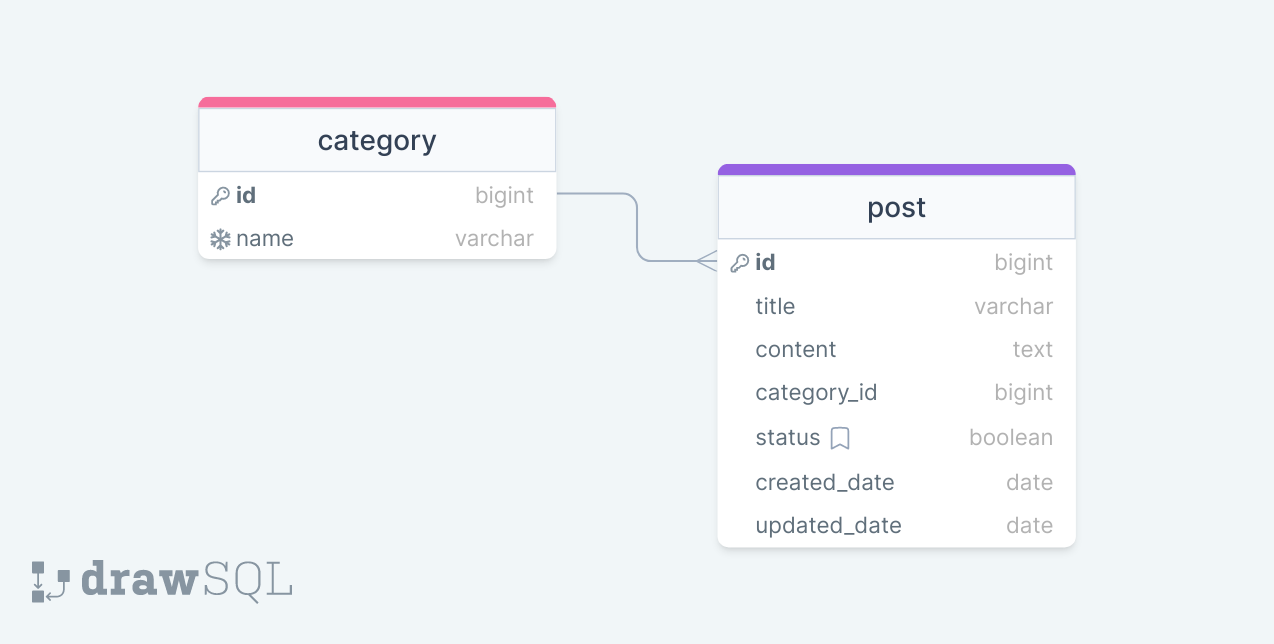 category
id bigint
name varchar
post
id bigint
title varchar
content text
category_id bigint
status boolean
created_date date
updated_date date
drawSQL